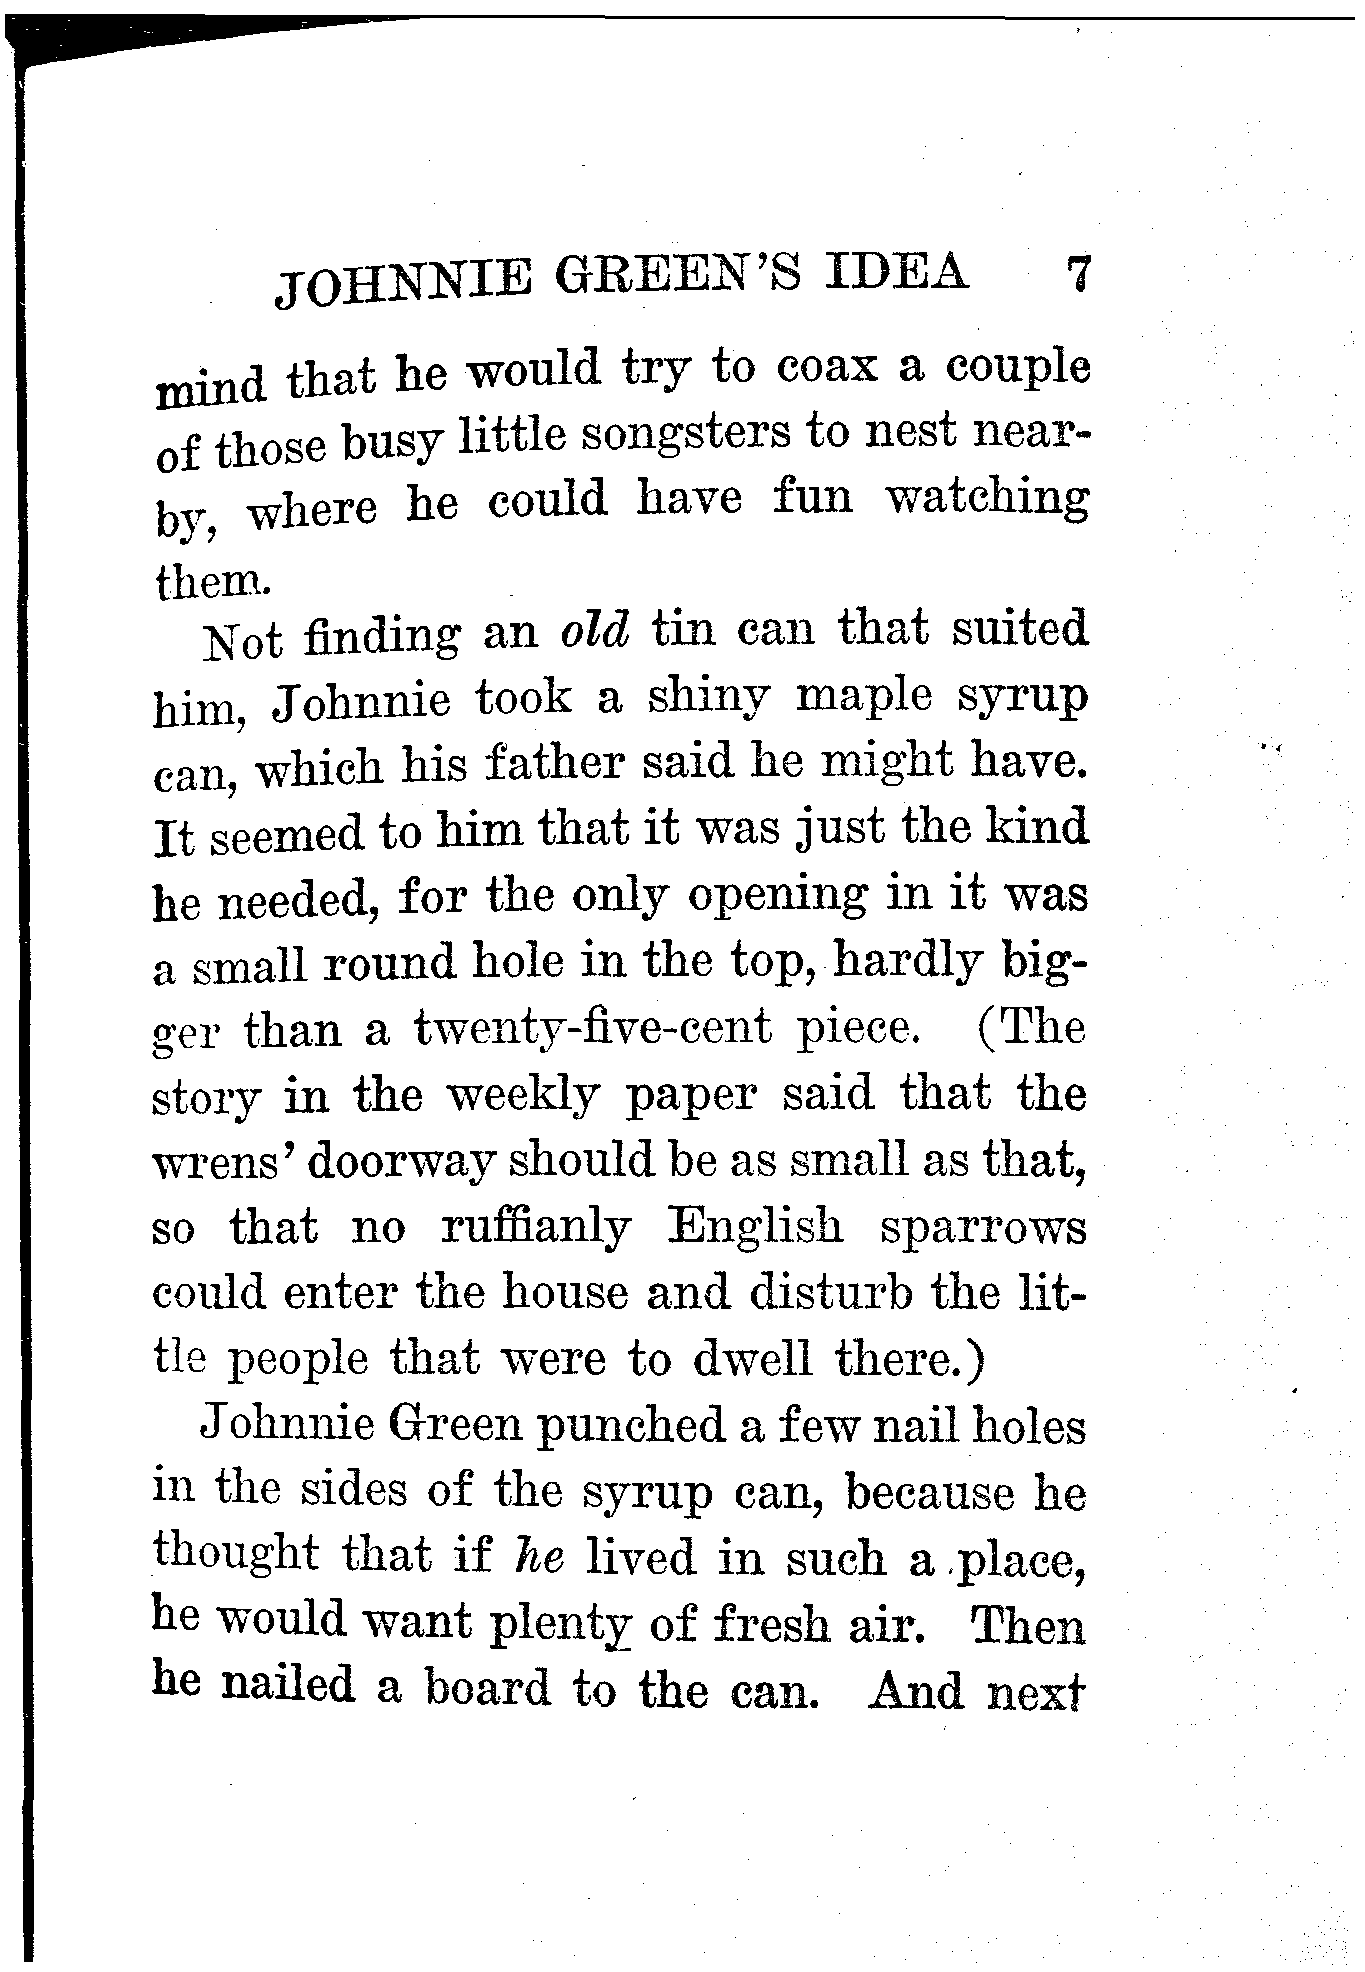 JOHNNIE GREEN'S IDEA 7
mind that he would try to coax a couple
of those busy little songsters to nest near-
by, where he could have fun watching
them.
Not finding an old tin can that suited
him, Johnnie took a shiny maple syrup
can, which his father said he might have.
It seemed to him that it was just the kind
he needed, for the only opening in it was
a small round hole in the top, hardly big-
ger than a twenty-five-cent piece. (The
story in the weekly paper said that the
wrens' doorway should be as small as that,
so that no ruffianly English sparrows
could enter the house and disturb the lit-
tle people that were to dwell there.)
Johnnie Green punched a few nail holes
in the sides of the syrup can, because he
thought that if he lived in such a place,
he would want plenty of fresh air. Then
he nailed a board to the can. And next